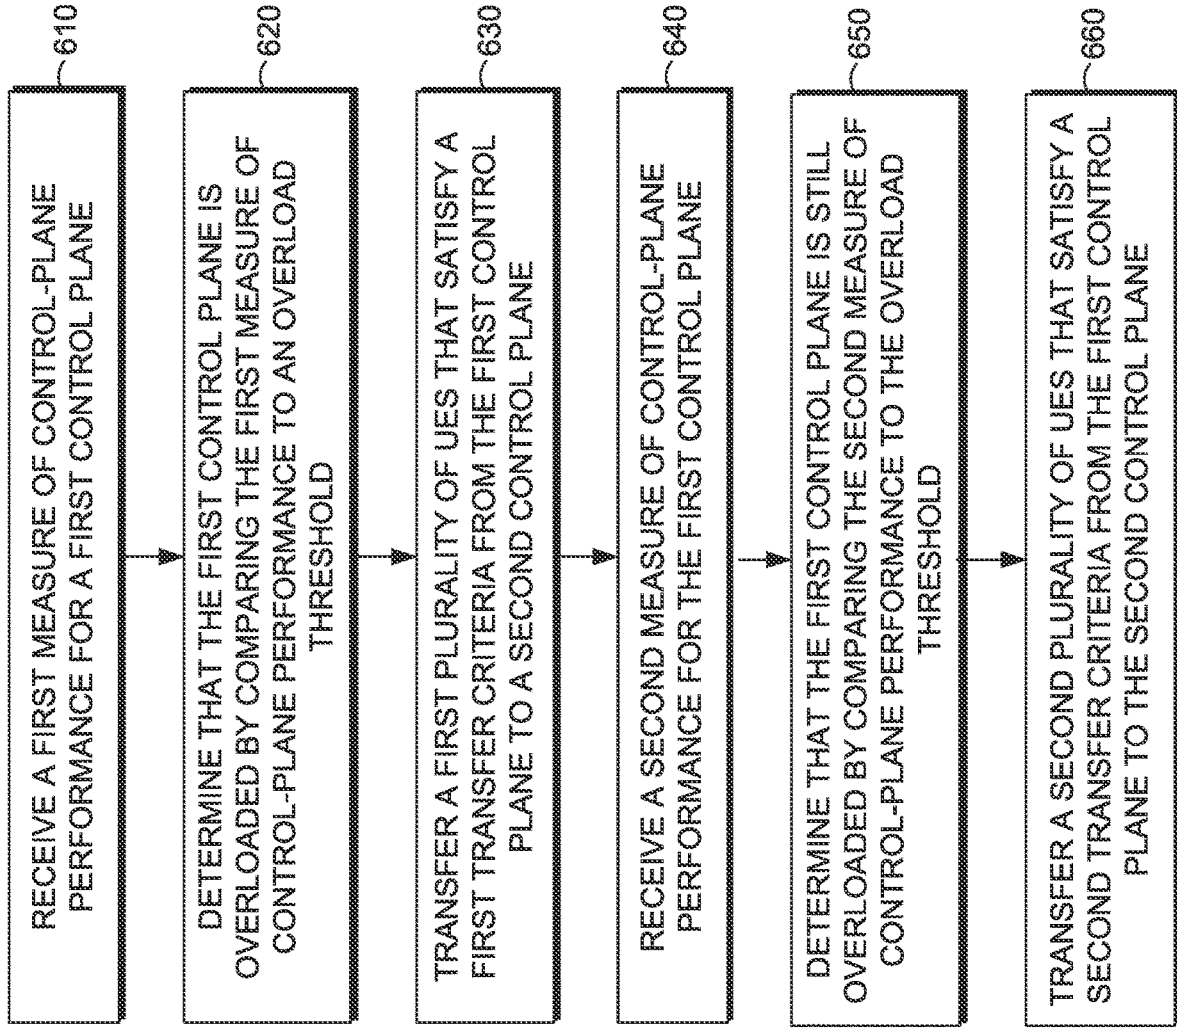 RECEIVE A FIRST MEASURE OF CONTROL-PLANE
PERFORMANCE FOR A FIRST CONTROL PLANE
610
DETERMINE THAT THE FIRST CONTROL PLANE IS
OVERLOADED BY COMPARING THE FIRST MEASURE OF
CONTROL-PLANE PERFORMANCE TO AN OVERLOAD
THRESHOLD
620
TRANSFER A FIRST PLURALITY OF UES THAT SATISFY A
FIRST TRANSFER CRITERIA FROM THE FIRST CONTROL
PLANE TO A SECOND CONTROL PLANE
630
RECEIVE A SECOND MEASURE OF CONTROL-PLANE
PERFORMANCE FOR THE FIRST CONTROL PLANE
640
DETERMINE THAT THE FIRST CONTROL PLANE IS STILL
OVERLOADED BY COMPARING THE SECOND MEASURE OF
CONTROL-PLANE PERFORMANCE TO THE OVERLOAD
THRESHOLD
650
TRANSFER A SECOND PLURALITY OF UES THAT SATISFY A
SECOND TRANSFER CRITERIA FROM THE FIRST CONTROL
PLANE TO THE SECOND CONTROL PLANE
660